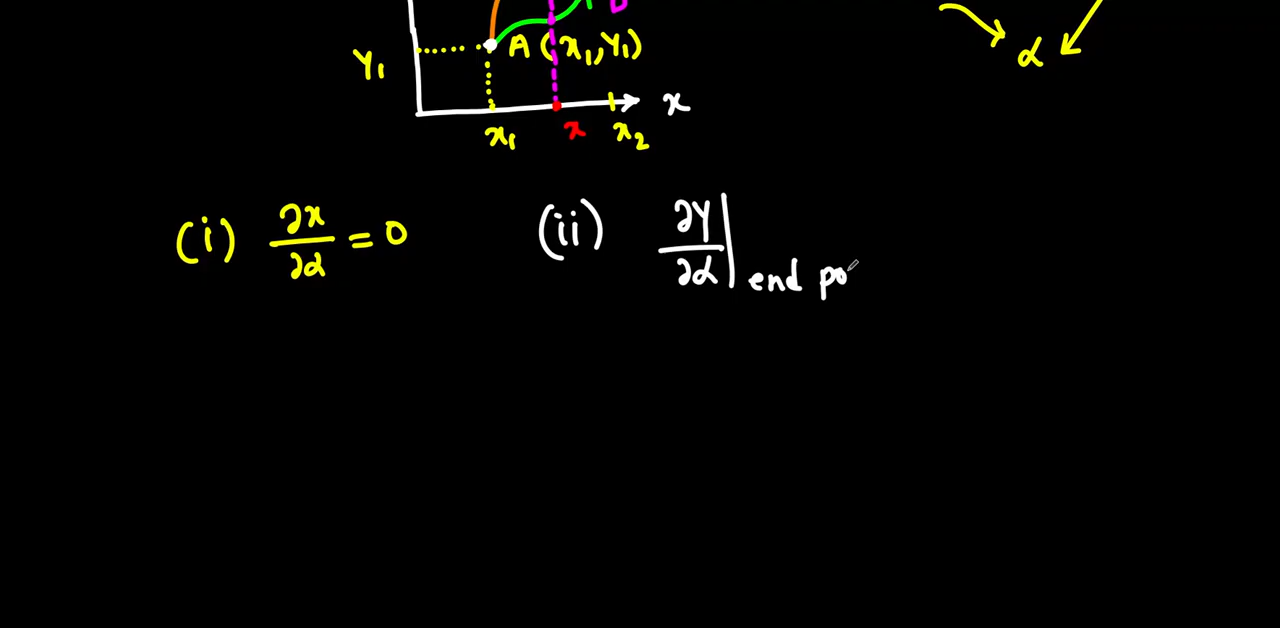 A (x₁, y₁)
y₁
α
x
x₁ x x₂
(i) ∂x/∂α = 0 (ii) ∂y/∂α | end po